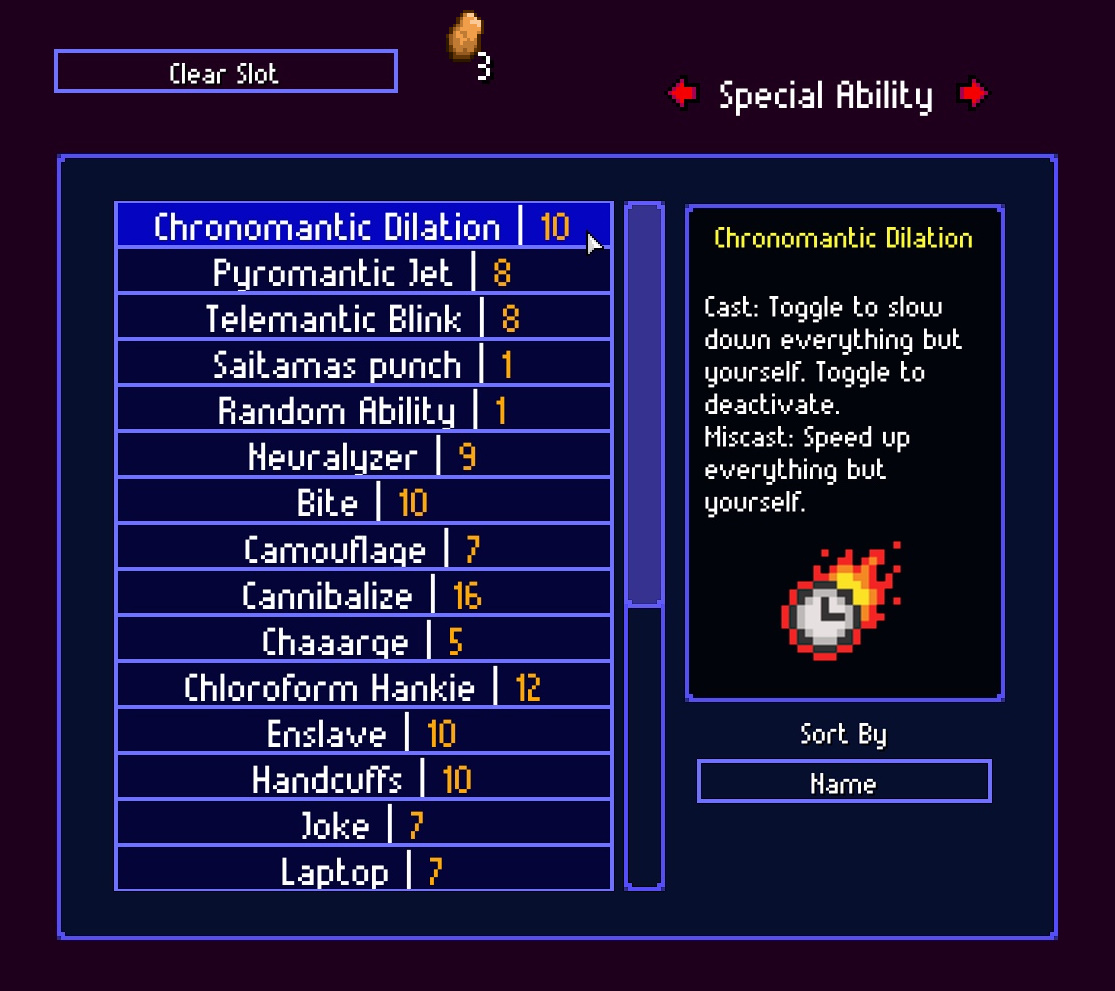 Clear Slot
3
Special Ability
Chronomantic Dilation | 10
Pyromantic Jet | 8
Telemantic Blink | 8
Saitamas punch | 1
Random Ability | 1
Neuralyzer | 9
Bite | 10
Camouflage | 7
Cannibalize | 16
Chaaarge | 5
Chloroform Hankie | 12
Enslave | 10
Handcuffs | 10
Joke | 7
Laptop | 7
Chronomantic Dilation
Cast: Toggle to slow
down everything but
yourself. Toggle to
deactivate.
Miscast: Speed up
everything but
yourself.
Sort By
Name